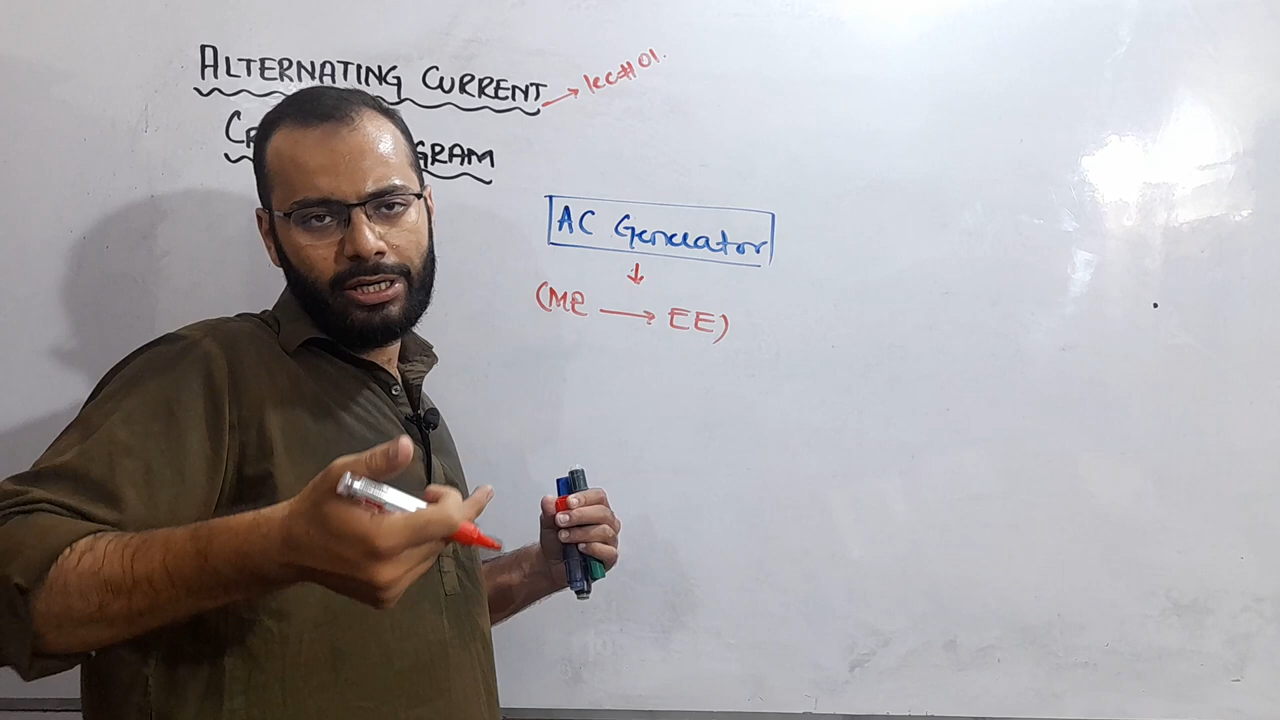 ALTERNATING CURRENT → lec# 01.
GRAM
AC Generator
↓
(ME → EE)